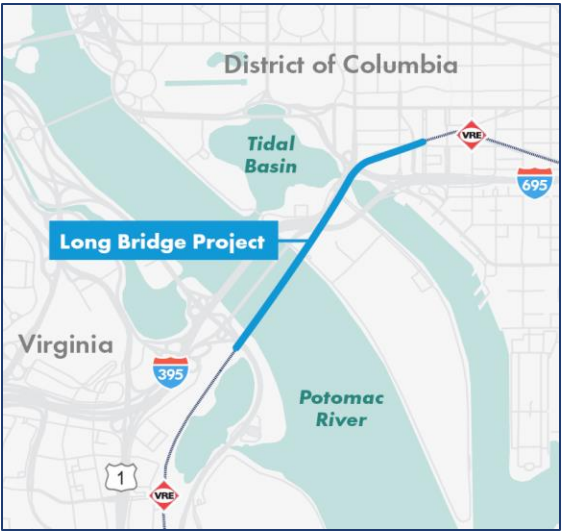 District of Columbia
Tidal
Basin
VRE
695
Long Bridge Project
Virginia
395
Potomac
River
1
VRE